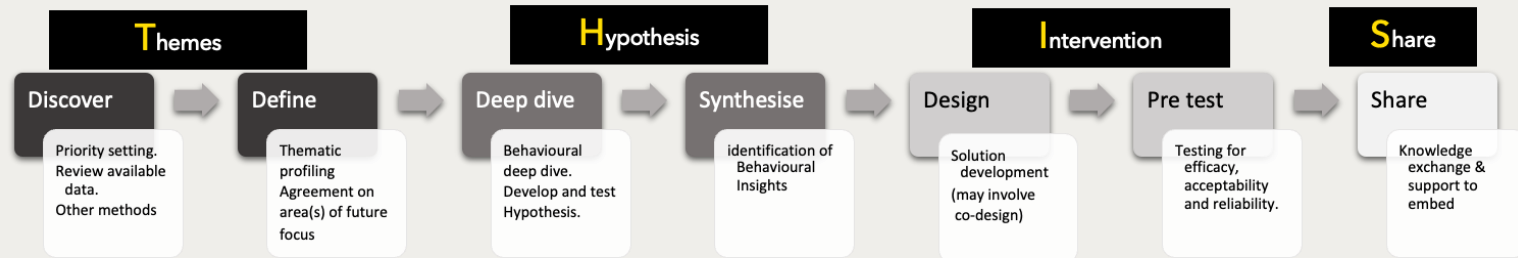 Themes
Hypothesis
Intervention
Share
Discover
Define
Deep dive
Synthesise
Design
Pre test
Share
Priority setting.
Review available
data.
Other methods
Thematic
profiling
Agreement on
area(s) of future
focus
Behavioural
deep dive.
Develop and test
Hypothesis.
identification of
Behavioural
Insights
Solution
development
(may involve
co-design)
Testing for
efficacy,
acceptability
and reliability.
Knowledge
exchange &
support to
embed